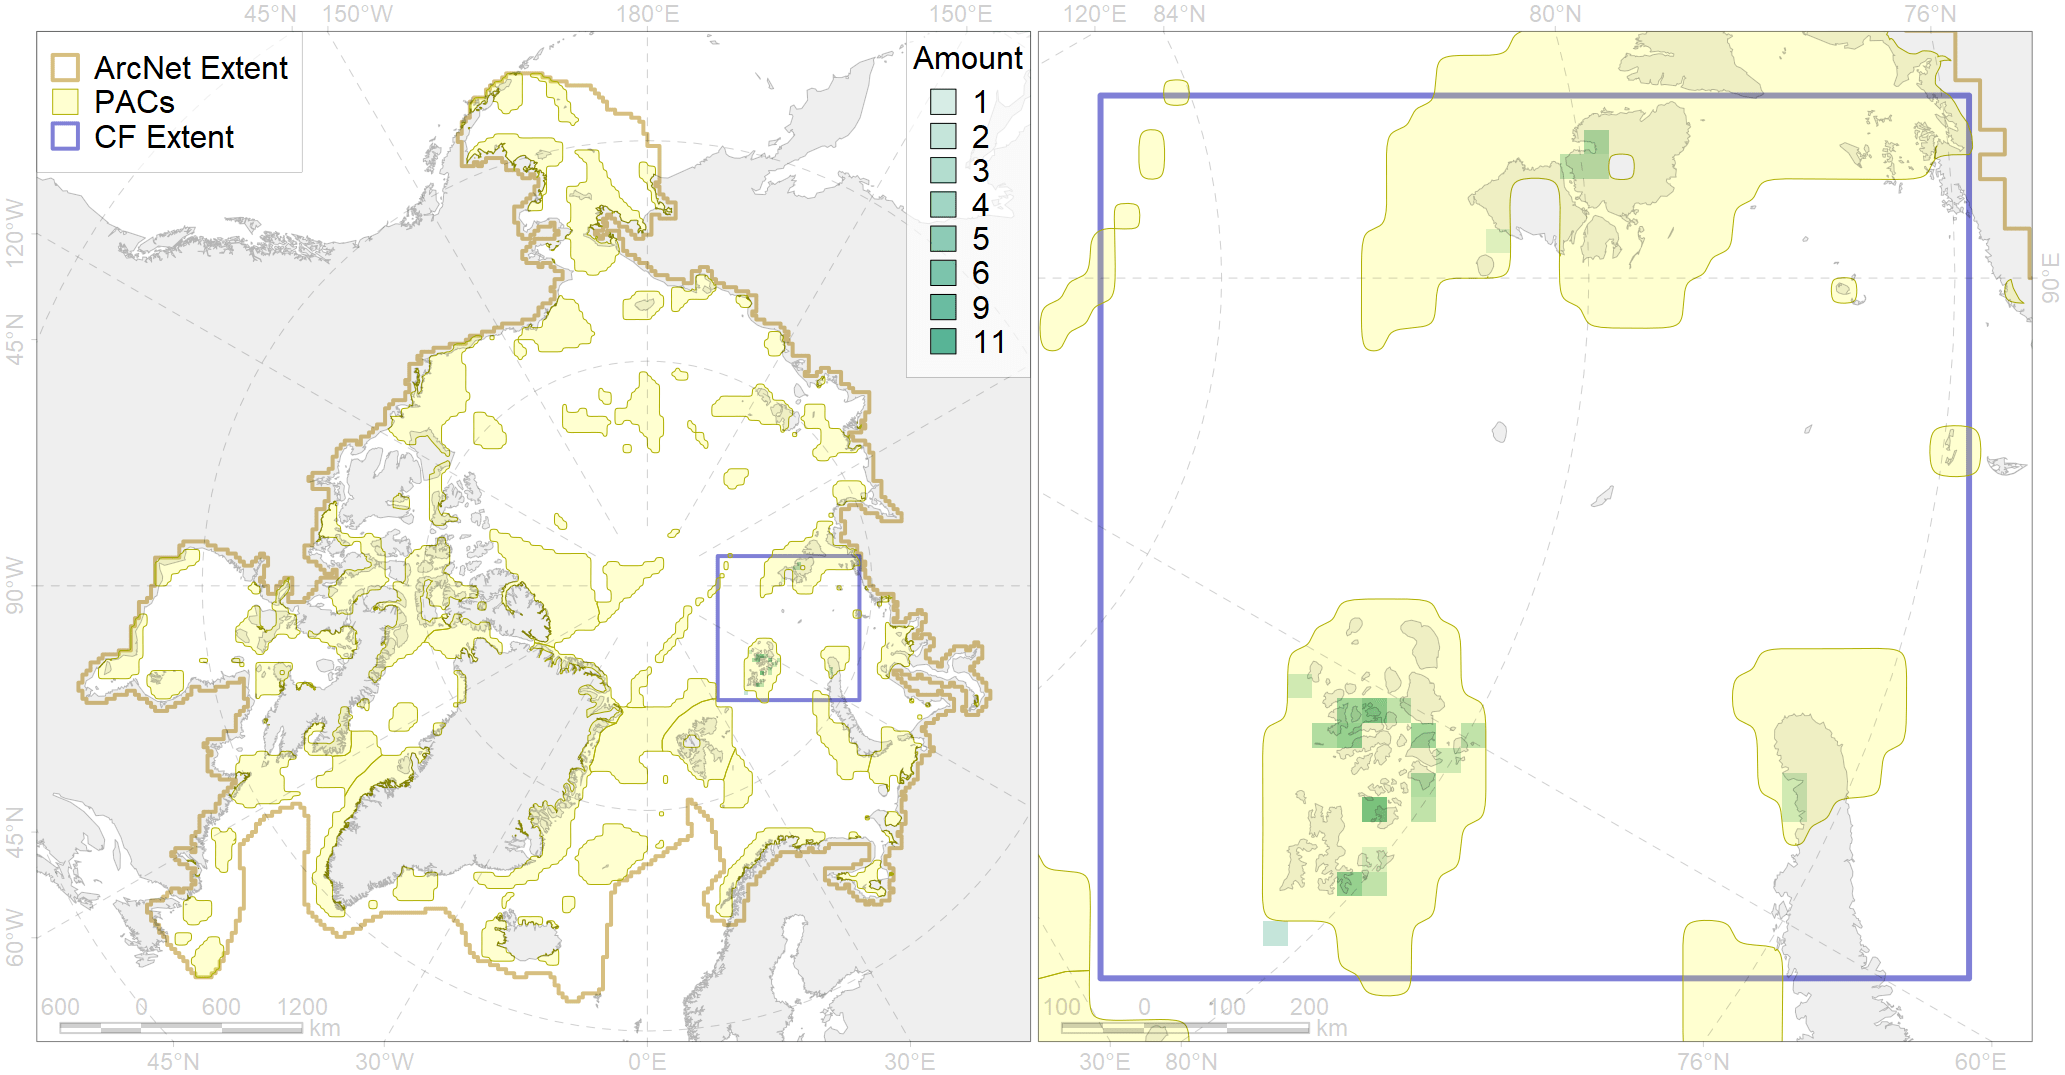 45°N 150°W 180°E 150°E 120°E 84°N 80°N 76°N
ArcNet Extent
PACs
CF Extent
Amount
1
2
3
4
5
6
9
11
120°W
45°N
90°W
45°N
60°W
90°E
600 0 600 1200
km
100 0 100 200
km
45°N 30°W 0°E 30°E 30°E 80°N 76°N 60°E